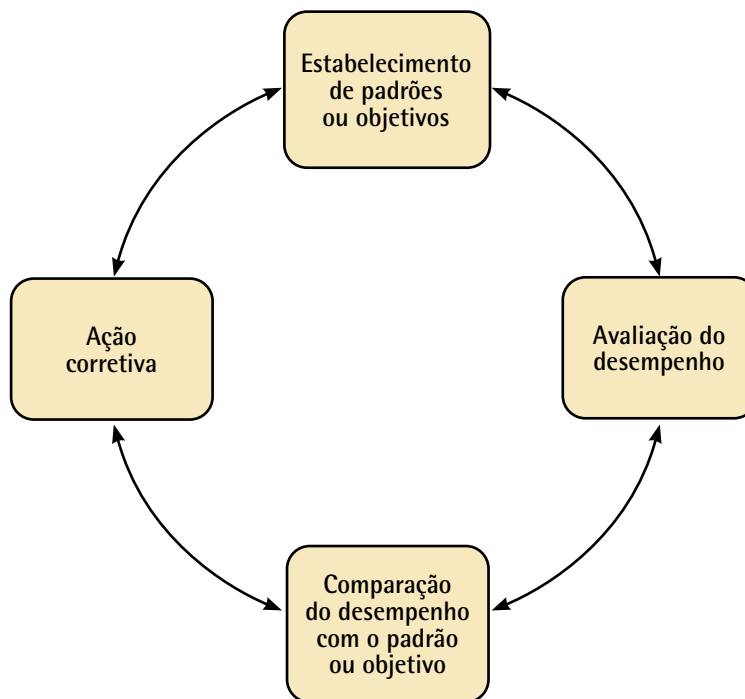 Estabelecimento
de padrões
ou objetivos
Ação
corretiva
Avaliação do
desempenho
Comparação
do desempenho
com o padrão
ou objetivo